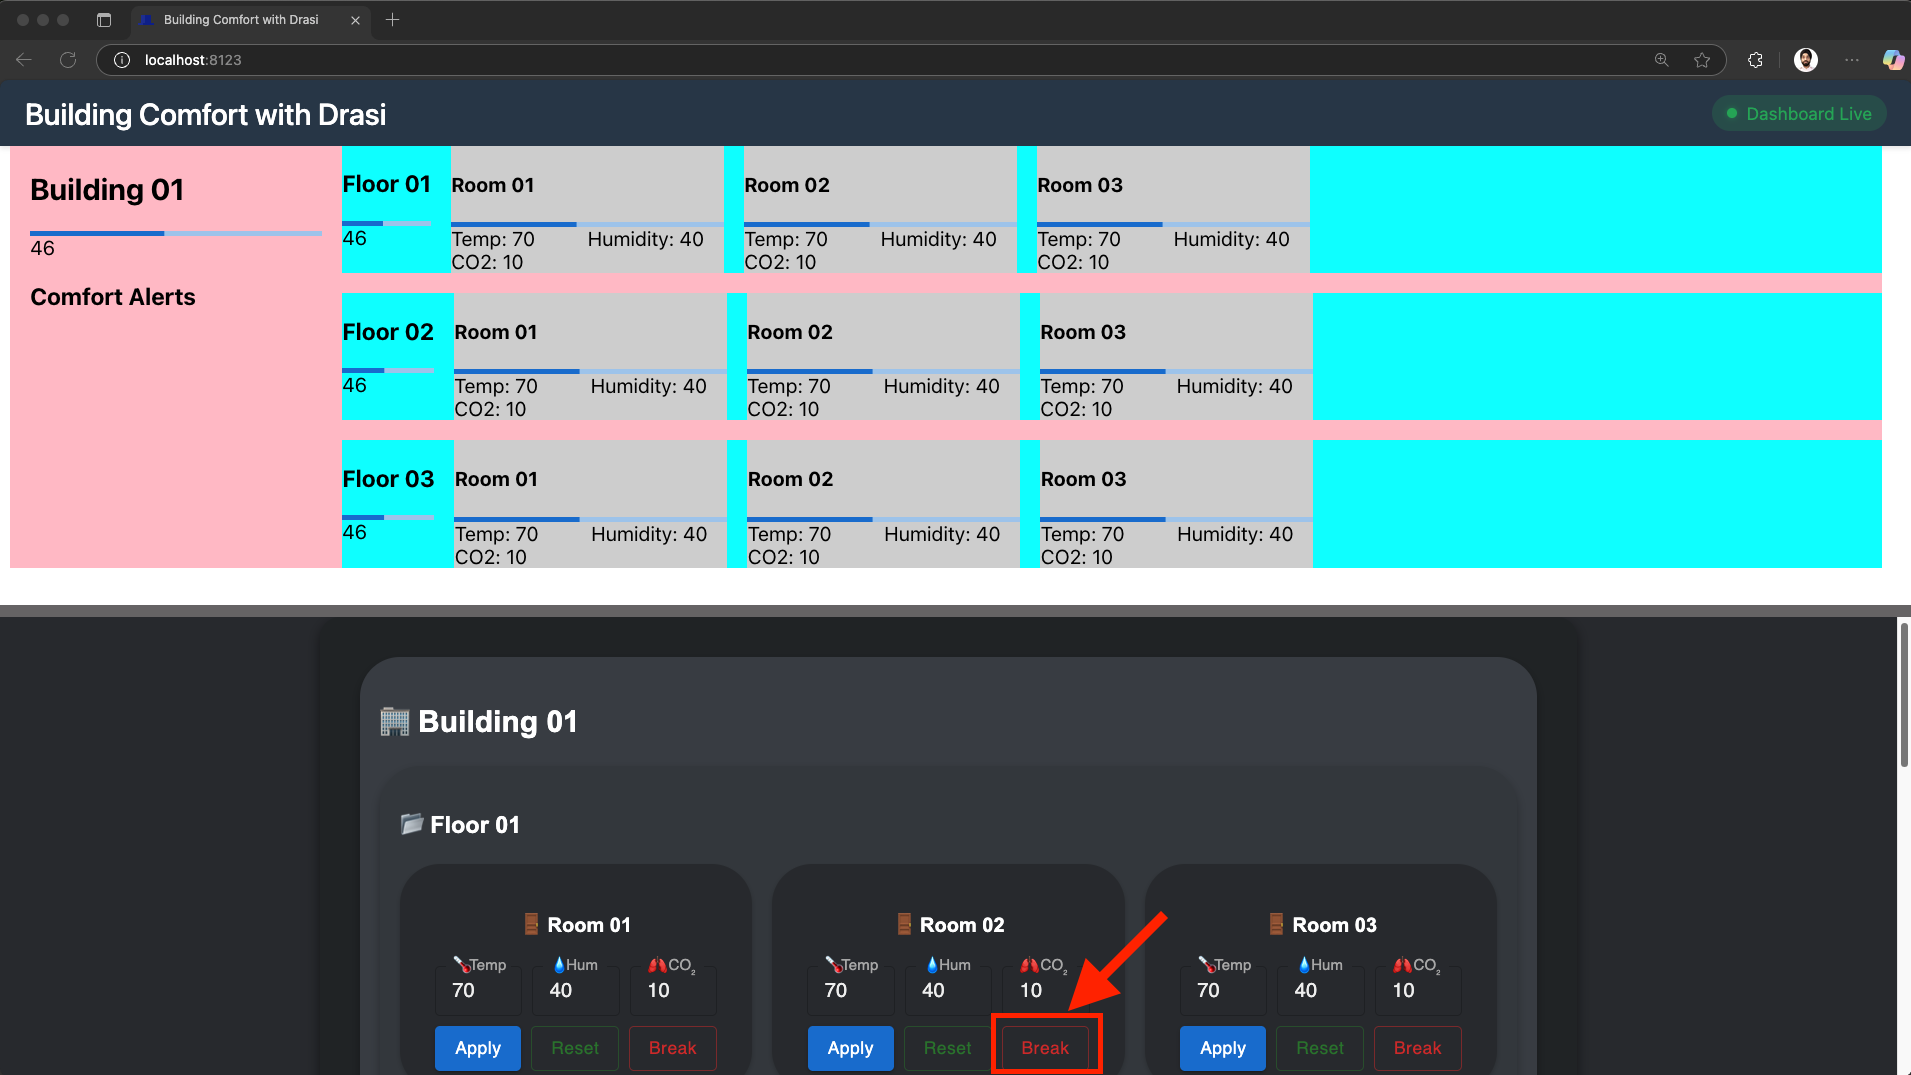 Building Comfort with Drasi
localhost:8123
Building Comfort with Drasi
Dashboard Live
Building 01
46
Comfort Alerts
Floor 01
46
Room 01
Temp: 70 Humidity: 40
CO2: 10
Room 02
Temp: 70 Humidity: 40
CO2: 10
Room 03
Temp: 70 Humidity: 40
CO2: 10
Floor 02
46
Room 01
Temp: 70 Humidity: 40
CO2: 10
Room 02
Temp: 70 Humidity: 40
CO2: 10
Room 03
Temp: 70 Humidity: 40
CO2: 10
Floor 03
46
Room 01
Temp: 70 Humidity: 40
CO2: 10
Room 02
Temp: 70 Humidity: 40
CO2: 10
Room 03
Temp: 70 Humidity: 40
CO2: 10
Building 01
Floor 01
Room 01
Temp Hum CO₂
70 40 10
Apply Reset Break
Room 02
Temp Hum CO₂
70 40 10
Apply Reset Break
Room 03
Temp Hum CO₂
70 40 10
Apply Reset Break